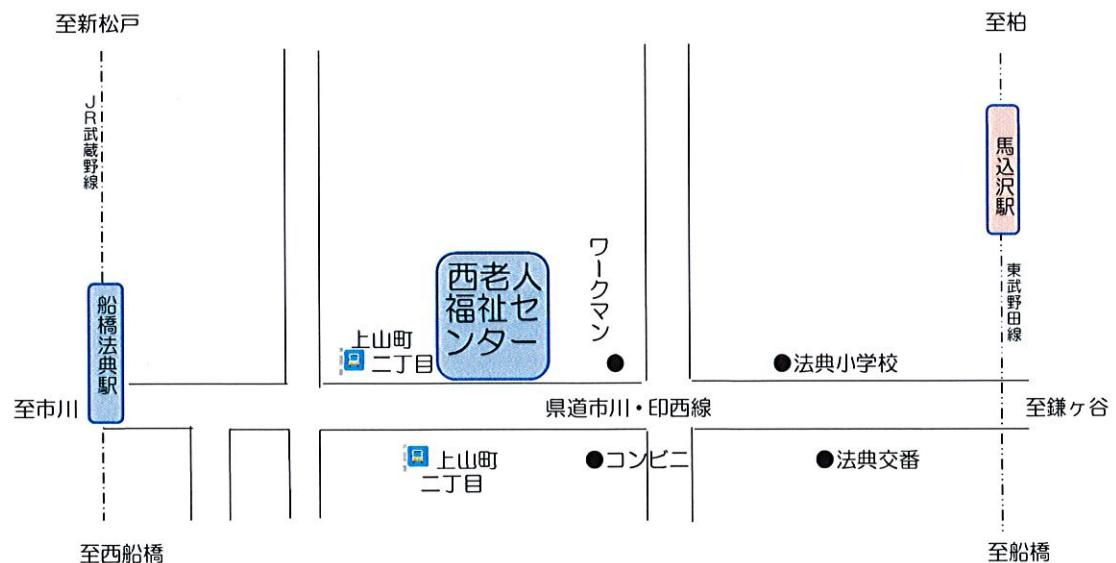 至新松戸
至柏
JR武蔵野線
馬込沢駅
西老人
福祉セ
ンター
ワークマン
東武野田線
船橋法典駅
上山町
二丁目
法典小学校
至市川
県道市川・印西線
至鎌ヶ谷
上山町
二丁目
コンビニ
法典交番
至西船橋
至船橋